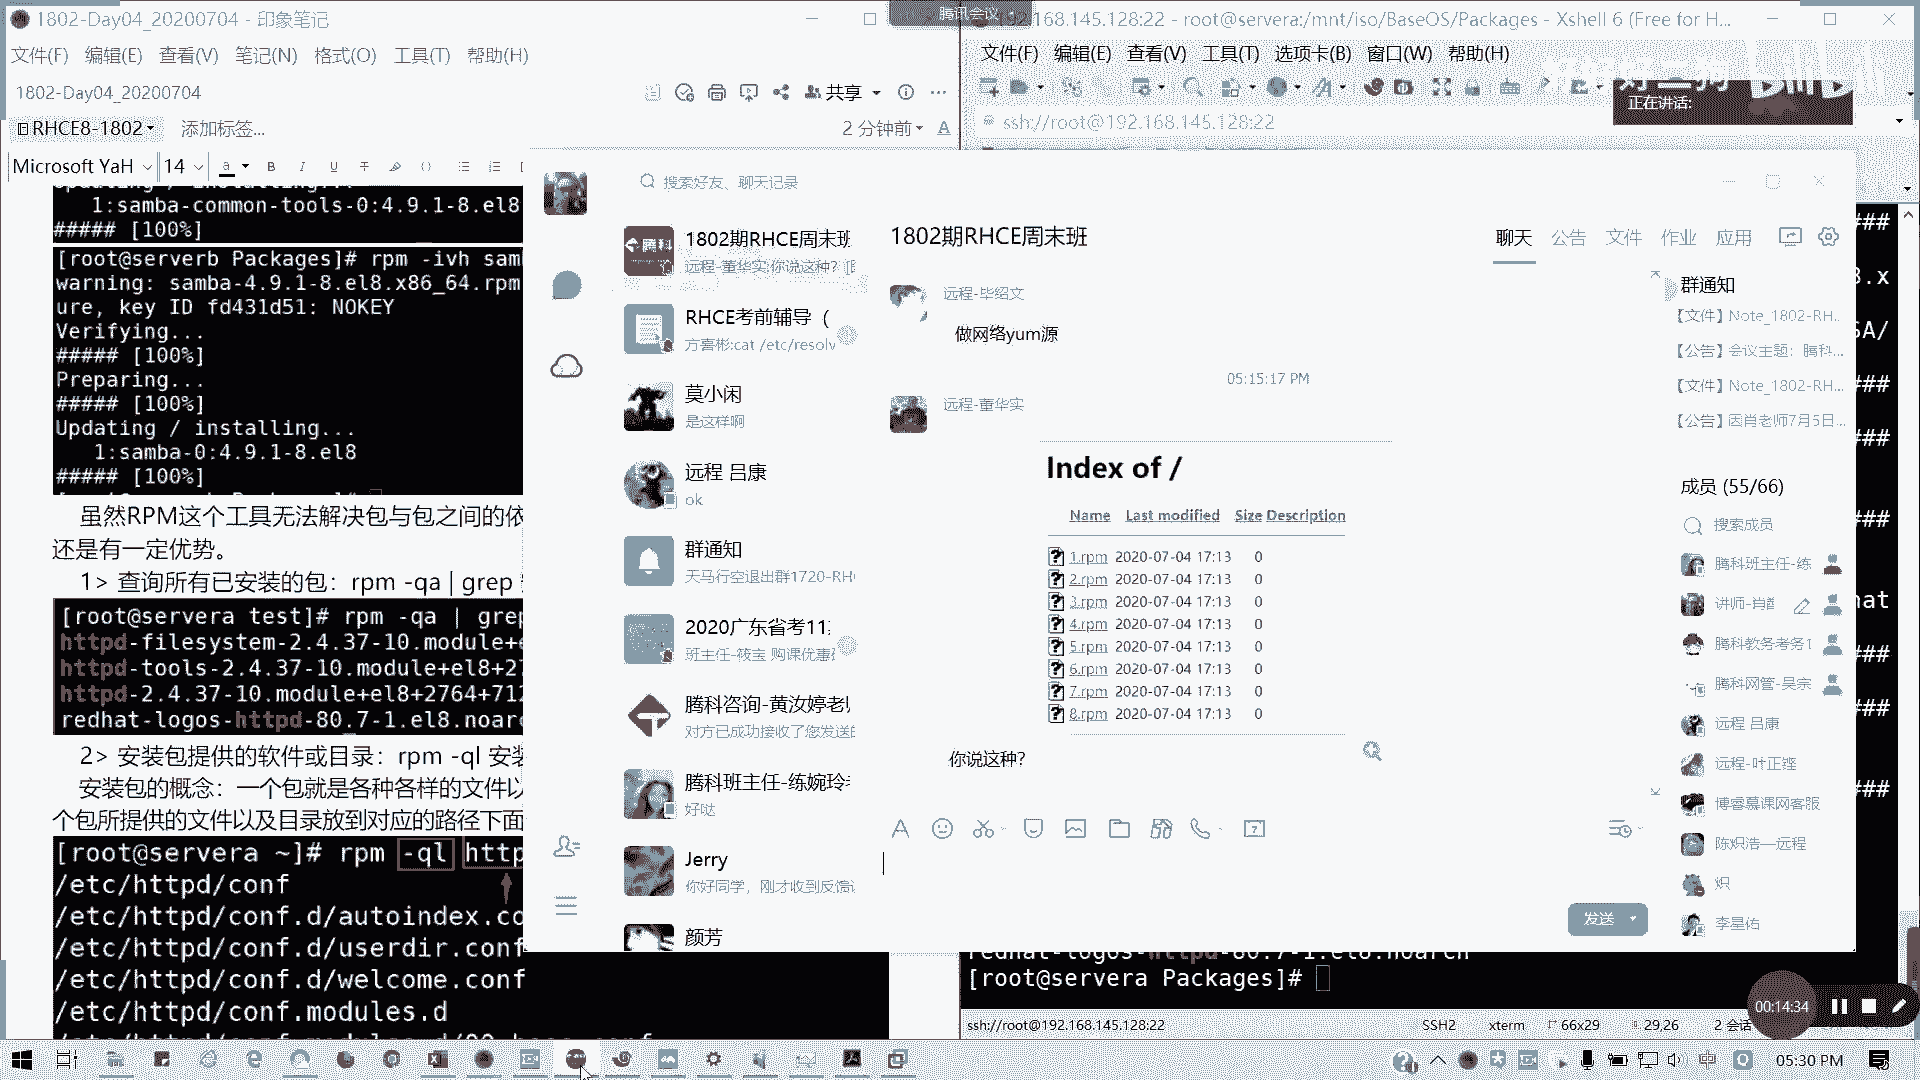 1802-Day04_20200704 - 印象笔记
文件(F) 编辑(E) 查看(V) 笔记(N) 格式(O) 工具(T) 帮助(H)
1802-Day04_20200704
共享
RHCE8-1802 添加标签...
2 分钟前
Microsoft YaH 14
1:samba-common-tools-0:4.9.1-8.el8
##### [100%]
[root@serverb Packages]# rpm -ivh sam
warning: samba-4.9.1-8.el8.x86_64.rpm
ure, key ID fd431d51: NOKEY
Verifying...
##### [100%]
Preparing...
##### [100%]
Updating / installing...
1:samba-0:4.9.1-8.el8
##### [100%]
虽然RPM这个工具无法解决包与包之间的依
还是有一定优势。
1> 查询所有已安装的包：rpm -qa | grep
[root@servera test]# rpm -qa | grep
httpd-filesystem-2.4.37-10.module+e
httpd-tools-2.4.37-10.module+el8+27
httpd-2.4.37-10.module+el8+2764+712
redhat-logos-httpd-80.7-1.el8.noar
2> 安装包提供的软件或目录：rpm -ql 安装
安装包的概念：一个包就是各种各样的文件以
个包所提供的文件以及目录放到对应的路径下面
[root@servera ~]# rpm -ql http
/etc/httpd/conf
/etc/httpd/conf.d/autoindex.co
/etc/httpd/conf.d/userdir.conf
/etc/httpd/conf.d/welcome.conf
/etc/httpd/conf.modules.d
腾讯会议
192.168.145.128:22 - root@servera:/mnt/iso/BaseOS/Packages - Xshell 6 (Free for H...
文件(F) 编辑(E) 查看(V) 工具(T) 选项卡(B) 窗口(W) 帮助(H)
正在讲话:
ssh://root@192.168.145.128:22
搜索好友、聊天记录
1802期RHCE周末班
远程-董华实:你说这种?
RHCE考前辅导（
方喜彬:cat /etc/resolv
莫小闲
是这样啊
远程 吕康
ok
群通知
天马行空退出群1720-RH
2020广东省考11
班主任-筱宝 购课优惠
腾科咨询-黄汝婷老
对方已成功接收了您发送的
腾科班主任-练婉玲
好哒
Jerry
你好同学，刚才收到反馈
颜芳
1802期RHCE周末班
聊天 公告 文件 作业 应用
远程-毕绍文
做网络yum源
05:15:17 PM
远程-董华实
Index of /
Name Last modified Size Description
1.rpm 2020-07-04 17:13 0
2.rpm 2020-07-04 17:13 0
3.rpm 2020-07-04 17:13 0
4.rpm 2020-07-04 17:13 0
5.rpm 2020-07-04 17:13 0
6.rpm 2020-07-04 17:13 0
7.rpm 2020-07-04 17:13 0
8.rpm 2020-07-04 17:13 0
你说这种?
发送
群通知
【文件】Note_1802-RH...
【公告】会议主题：腾科...
【文件】Note_1802-RH...
【公告】因肖老师7月5日...
成员 (55/66)
搜索成员
腾科班主任-练
讲师-肖
腾科教务考务1
腾科网管-吴宗
远程 吕康
远程-叶正铿
博睿慕课网客服
陈炽浩—远程
炽
李星佑
redhat-logos-httpd-80.7-1.el8.noarch
[root@servera Packages]#
00:14:34
ssh://root@192.168.145.128:22 SSH2 xterm 66x29 29,26 2 会话
中 05:30 PM